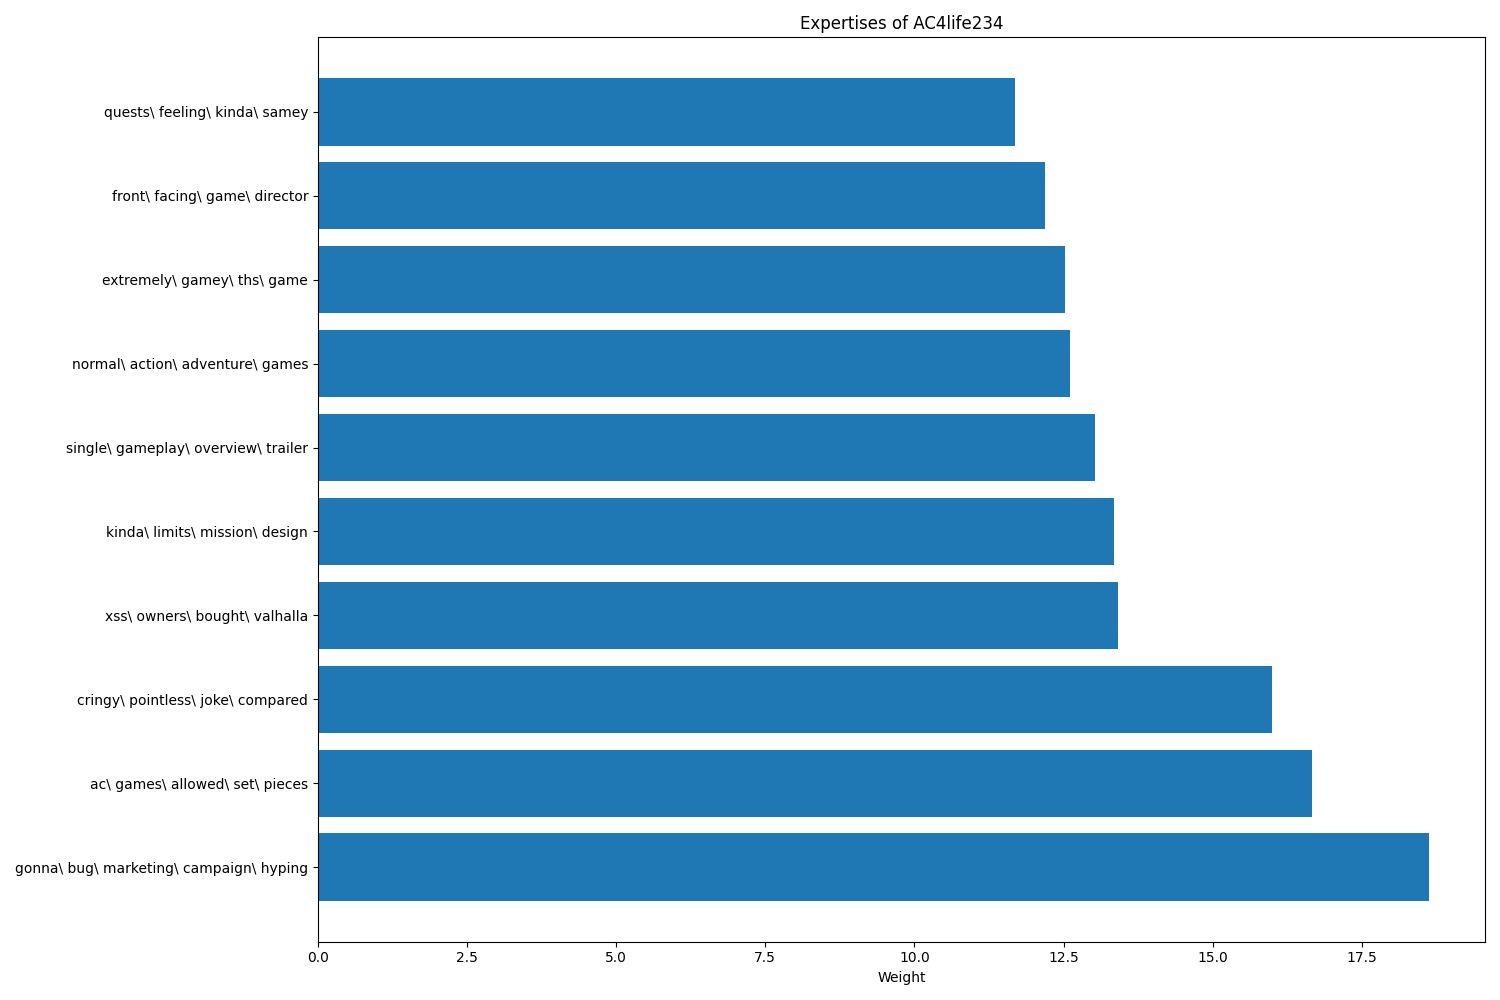 Expertises of AC4life234
quests\ feeling\ kinda\ samey
front\ facing\ game\ director
extremely\ gamey\ ths\ game
normal\ action\ adventure\ games
single\ gameplay\ overview\ trailer
kinda\ limits\ mission\ design
xss\ owners\ bought\ valhalla
cringy\ pointless\ joke\ compared
ac\ games\ allowed\ set\ pieces
gonna\ bug\ marketing\ campaign\ hyping
0.0 2.5 5.0 7.5 10.0 12.5 15.0 17.5
Weight